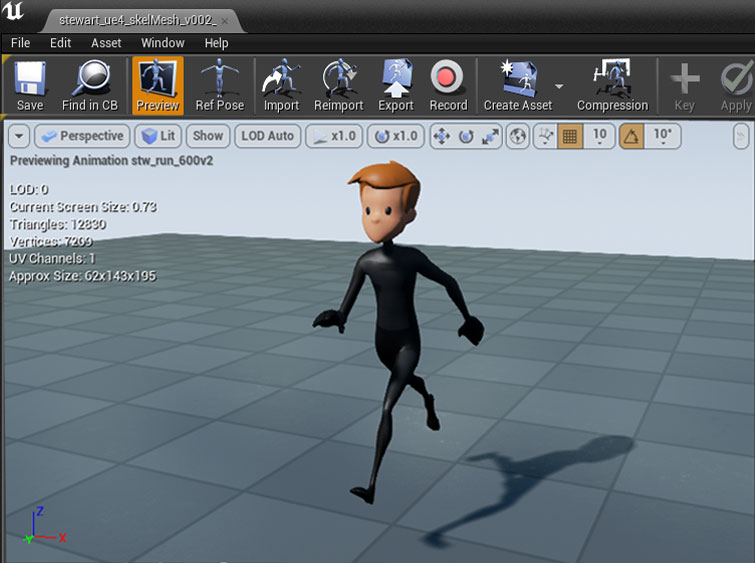 stewart_ue4_skelMesh_v002_ ×
File Edit Asset Window Help
Save Find in CB Preview Ref Pose Import Reimport Export Record Create Asset Compression Key Apply
Perspective Lit Show LOD Auto x1.0 x1.0 10 10°
Previewing Animation stw_run_600v2
LOD: 0
Current Screen Size: 0.73
Triangles: 12830
Vertices: 7209
UV Channels: 1
Approx Size: 62x143x195
Z
X